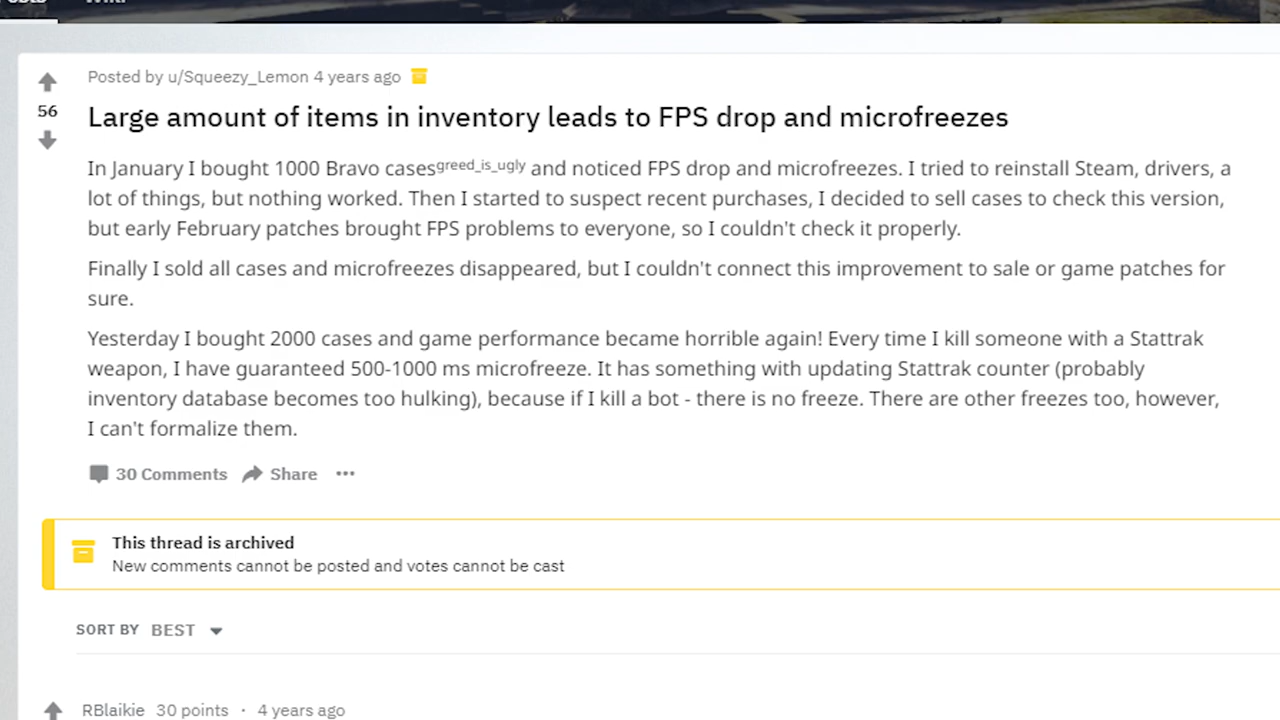 Posted by u/Squeezy_Lemon 4 years ago
56
Large amount of items in inventory leads to FPS drop and microfreezes
In January I bought 1000 Bravo casesgreed_is_ugly and noticed FPS drop and microfreezes. I tried to reinstall Steam, drivers, a
lot of things, but nothing worked. Then I started to suspect recent purchases, I decided to sell cases to check this version,
but early February patches brought FPS problems to everyone, so I couldn't check it properly.
Finally I sold all cases and microfreezes disappeared, but I couldn't connect this improvement to sale or game patches for
sure.
Yesterday I bought 2000 cases and game performance became horrible again! Every time I kill someone with a Stattrak
weapon, I have guaranteed 500-1000 ms microfreeze. It has something with updating Stattrak counter (probably
inventory database becomes too hulking), because if I kill a bot - there is no freeze. There are other freezes too, however,
I can't formalize them.
30 Comments Share ···
This thread is archived
New comments cannot be posted and votes cannot be cast
SORT BY BEST
RBlaikie 30 points · 4 years ago